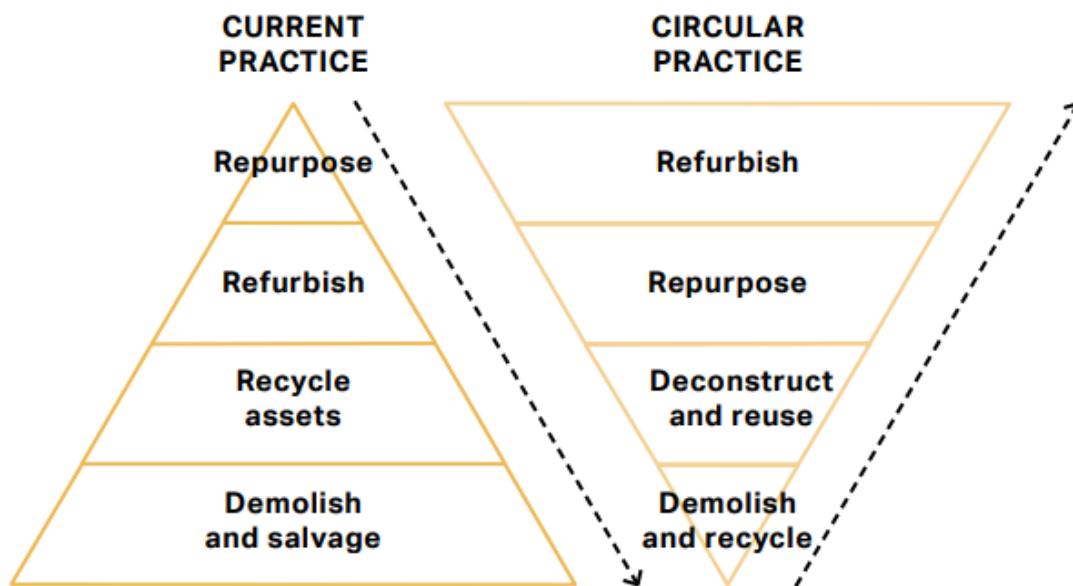 CURRENT
PRACTICE
Repurpose
Refurbish
Recycle
assets
Demolish
and salvage
CIRCULAR
PRACTICE
Refurbish
Repurpose
Deconstruct
and reuse
Demolish
and recycle